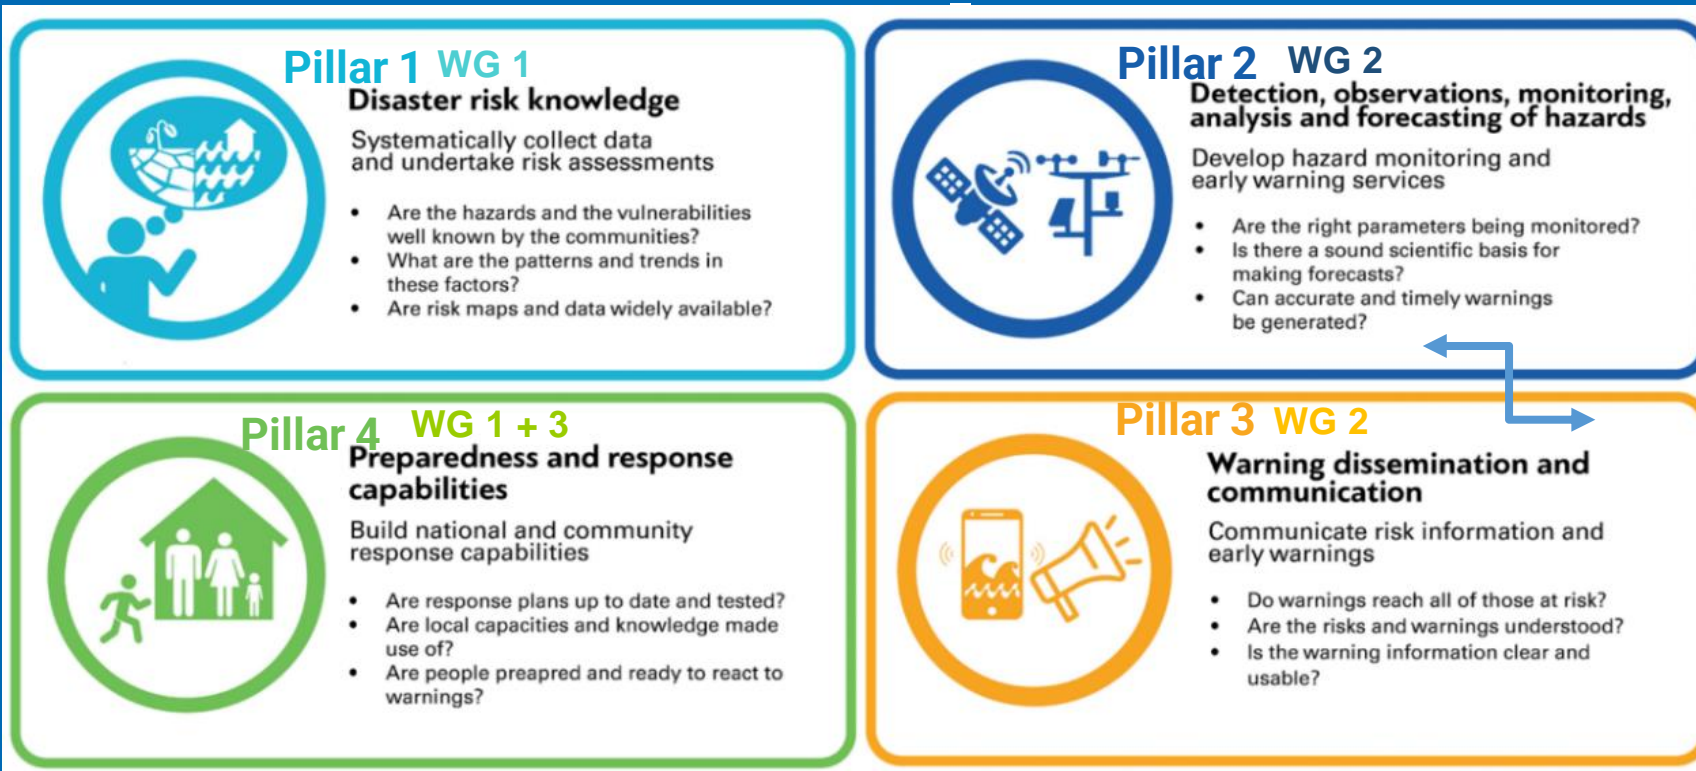 Pillar 1 WG 1
Disaster risk knowledge
Systematically collect data
and undertake risk assessments
• Are the hazards and the vulnerabilities
well known by the communities?
• What are the patterns and trends in
these factors?
• Are risk maps and data widely available?
Pillar 2 WG 2
Detection, observations, monitoring,
analysis and forecasting of hazards
Develop hazard monitoring and
early warning services
• Are the right parameters being monitored?
• Is there a sound scientific basis for
making forecasts?
• Can accurate and timely warnings
be generated?
Pillar 4 WG 1 + 3
Preparedness and response
capabilities
Build national and community
response capabilities
• Are response plans up to date and tested?
• Are local capacities and knowledge made
use of?
• Are people preapred and ready to react to
warnings?
Pillar 3 WG 2
Warning dissemination and
communication
Communicate risk information and
early warnings
• Do warnings reach all of those at risk?
• Are the risks and warnings understood?
• Is the warning information clear and
usable?